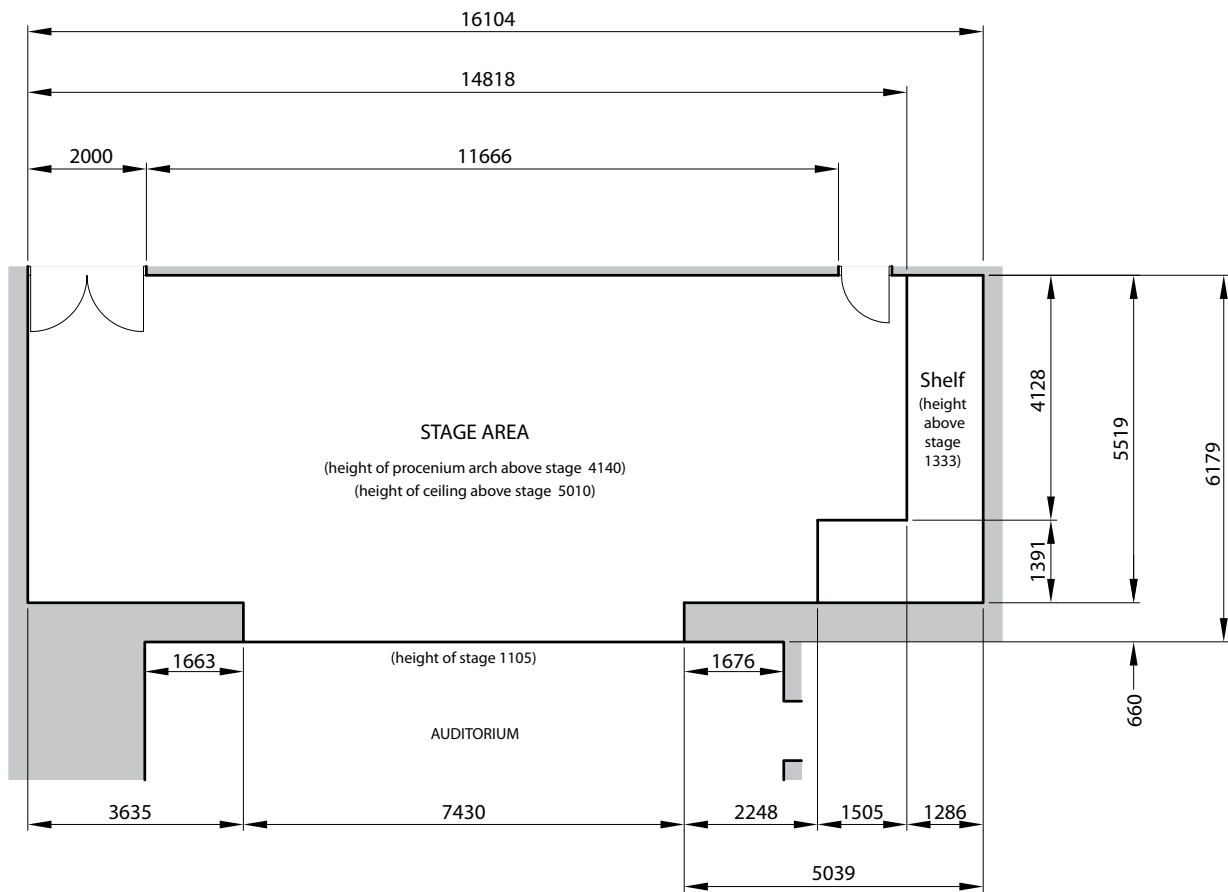 16104
14818
2000
11666
Shelf
(height
above
stage
1333)
4128
5519
6179
STAGE AREA
(height of procenium arch above stage 4140)
(height of ceiling above stage 5010)
1391
1663
(height of stage 1105)
1676
660
AUDITORIUM
3635
7430
2248
1505
1286
5039